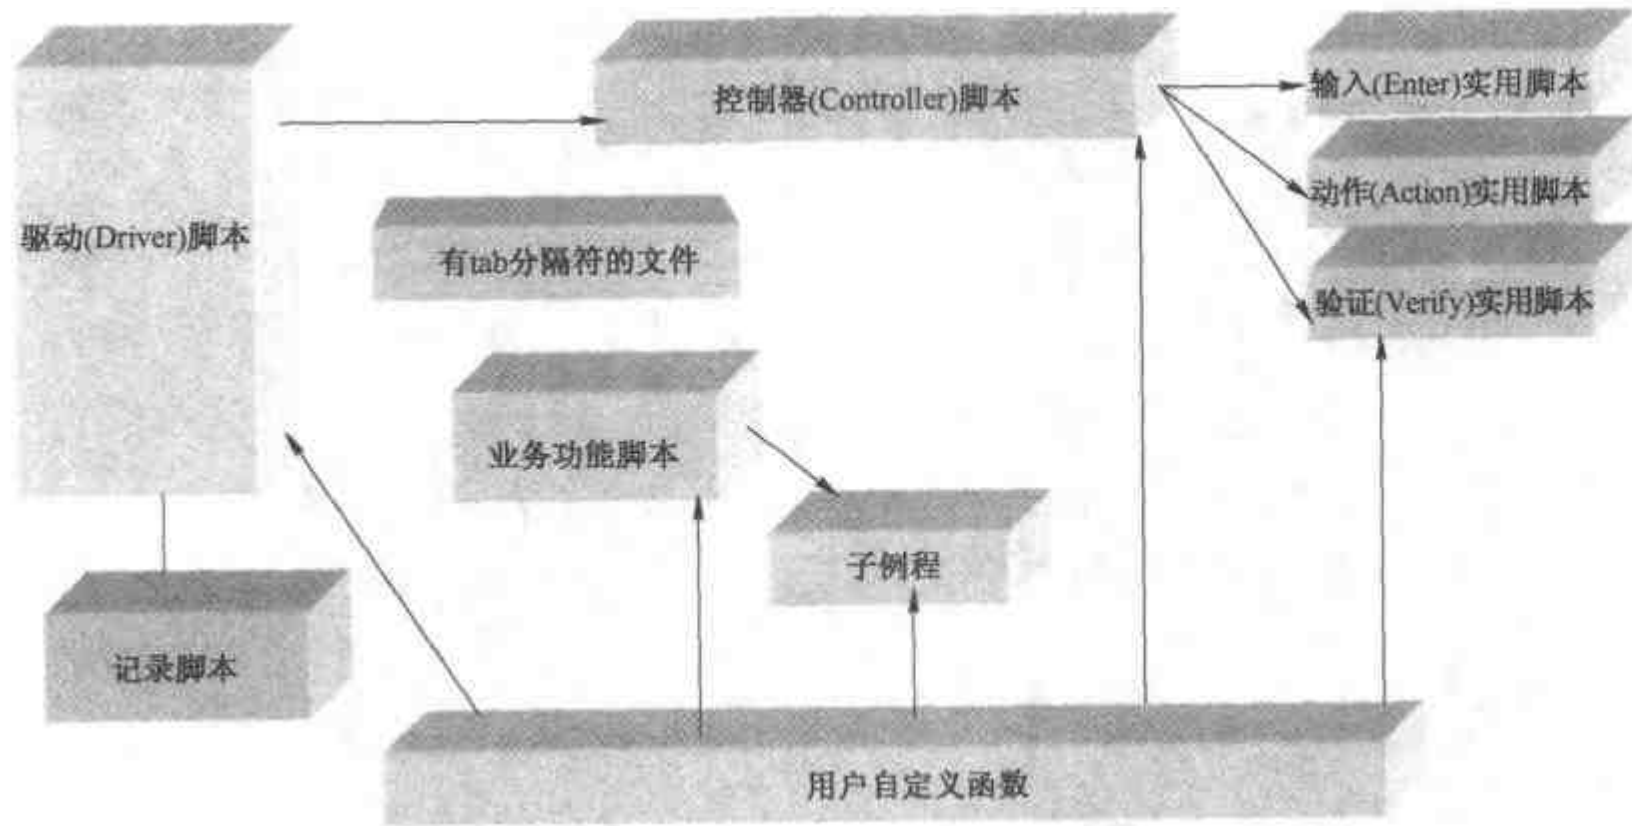 控制器(Controller)脚本
输入(Enter)实用脚本
动作(Action)实用脚本
驱动(Driver)脚本
有tab分隔符的文件
验证(Verify)实用脚本
业务功能脚本
子例程
记录脚本
用户自定义函数